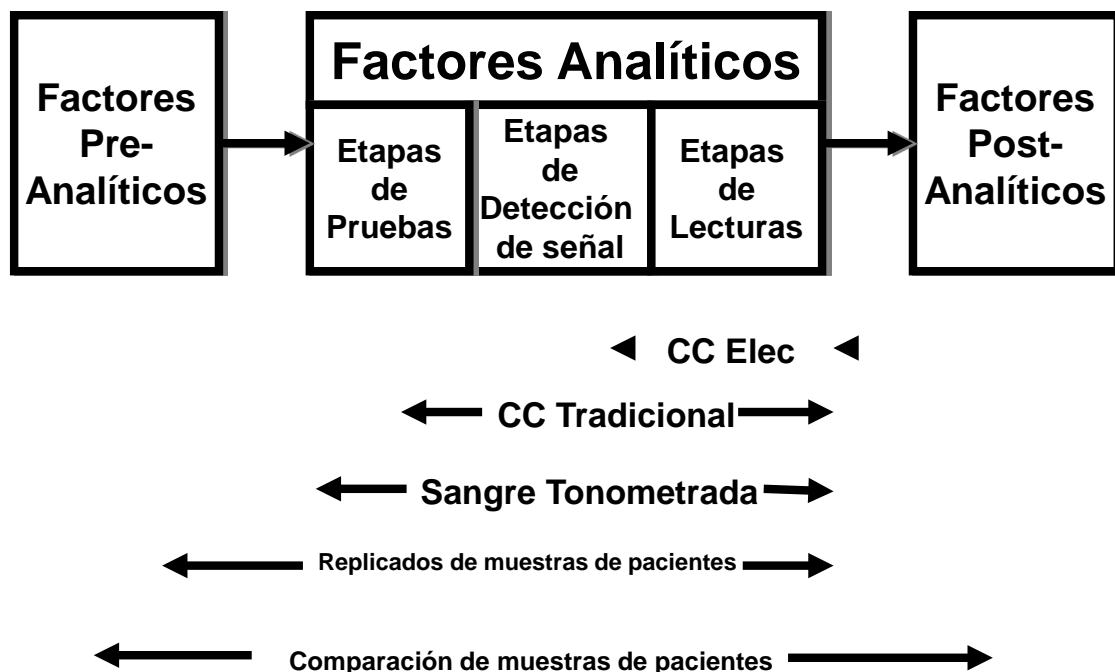 Factores
Pre-
Analíticos
Factores Analíticos
Etapas
de
Pruebas
Etapas
de
Detección
de señal
Etapas
de
Lecturas
Factores
Post-
Analíticos
CC Elec
CC Tradicional
Sangre Tonometrada
Replicados de muestras de pacientes
Comparación de muestras de pacientes